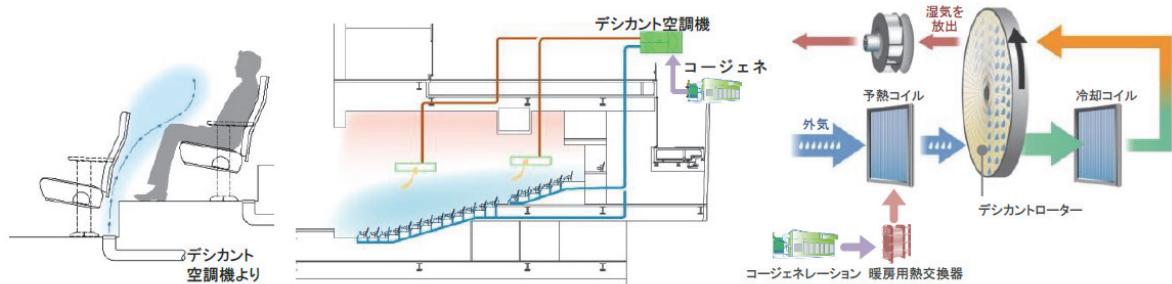 デシカント
空調機より
デシカント空調機
コージェネ
湿気を
放出
予熱コイル
冷却コイル
外気
デシカントローター
コージェネレーション
暖房用熱交換器